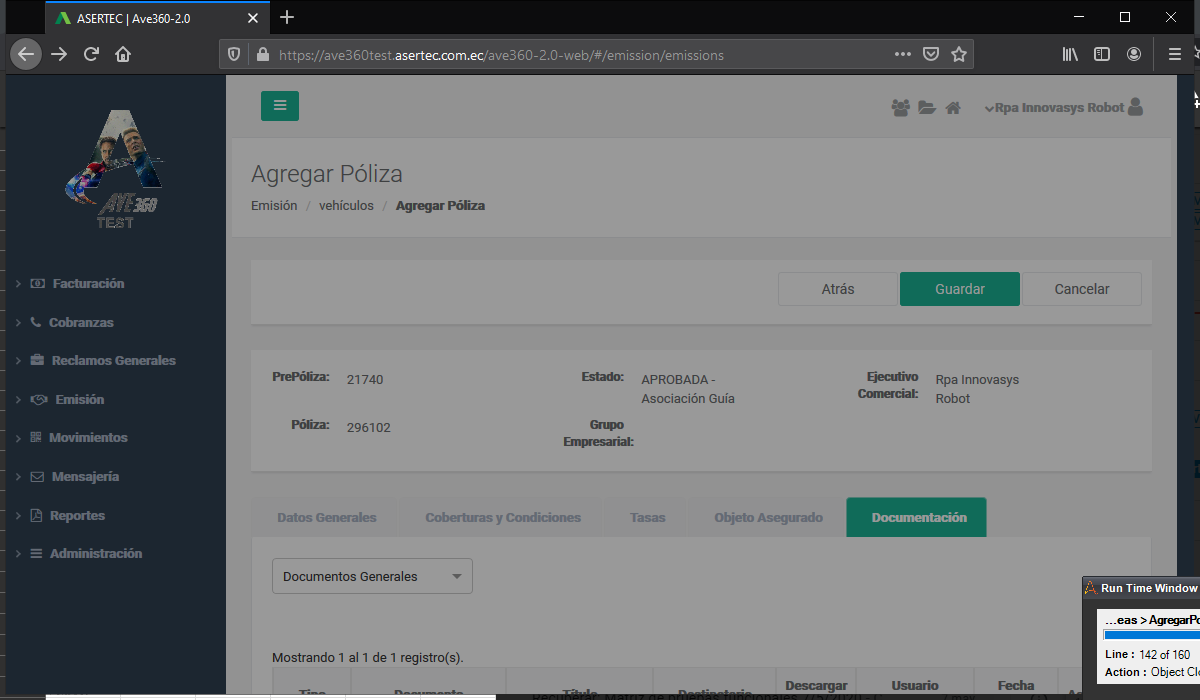 ASERTEC | Ave360-2.0
https://ave360test.asertec.com.ec/ave360-2.0-web/#/emission/emissions
AVE 360
TEST
Rpa Innovasys Robot
Agregar Póliza
Emisión / vehículos / Agregar Póliza
Atrás Guardar Cancelar
Facturación
Cobranzas
Reclamos Generales
Emisión
Movimientos
Mensajería
Reportes
Administración
PrePóliza: 21740 Estado: APROBADA - Ejecutivo Rpa Innovasys
Asociación Guía Comercial: Robot
Póliza: 296102 Grupo
Empresarial:
Datos Generales Coberturas y Condiciones Tasas Objeto Asegurado Documentación
Documentos Generales
Mostrando 1 al 1 de 1 registro(s).
Tipo Documento Título Destinatario Descargar Usuario Fecha
Run Time Window
...eas > AgregarPo
Line : 142 of 160
Action : Object Clo